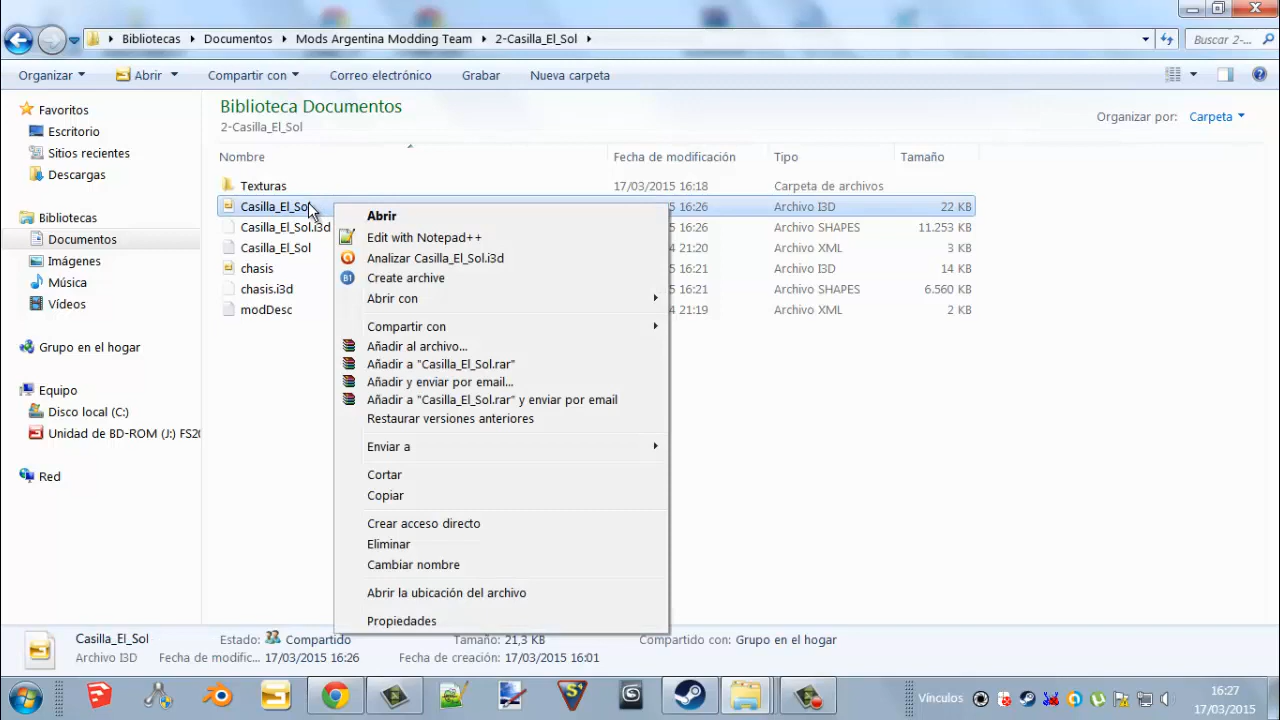 Bibliotecas Documentos Mods Argentina Modding Team 2-Casilla_El_Sol
Buscar 2-...
Organizar Abrir Compartir con Correo electrónico Grabar Nueva carpeta
Favoritos
Escritorio
Sitios recientes
Descargas
Bibliotecas
Documentos
Imágenes
Música
Vídeos
Grupo en el hogar
Equipo
Disco local (C:)
Unidad de BD-ROM (J:) FS20
Red
Biblioteca Documentos
2-Casilla_El_Sol
Organizar por: Carpeta
Nombre Fecha de modificación Tipo Tamaño
Texturas 17/03/2015 16:18 Carpeta de archivos
Casilla_El_Sol 5 16:26 Archivo I3D 22 KB
Casilla_El_Sol.i3d 5 16:26 Archivo SHAPES 11.253 KB
Casilla_El_Sol 4 21:20 Archivo XML 3 KB
chasis 5 16:21 Archivo I3D 14 KB
chasis.i3d 5 16:21 Archivo SHAPES 6.560 KB
modDesc 4 21:19 Archivo XML 2 KB
Abrir
Edit with Notepad++
Analizar Casilla_El_Sol.i3d
B1 Create archive
Abrir con
Compartir con
Añadir al archivo...
Añadir a "Casilla_El_Sol.rar"
Añadir y enviar por email...
Añadir a "Casilla_El_Sol.rar" y enviar por email
Restaurar versiones anteriores
Enviar a
Cortar
Copiar
Crear acceso directo
Eliminar
Cambiar nombre
Abrir la ubicación del archivo
Propiedades
Casilla_El_Sol Estado: Compartido Tamaño: 21,3 KB Compartido con: Grupo en el hogar
Archivo I3D Fecha de modific... 17/03/2015 16:26 Fecha de creación: 17/03/2015 16:01
Vínculos
16:27
17/03/2015